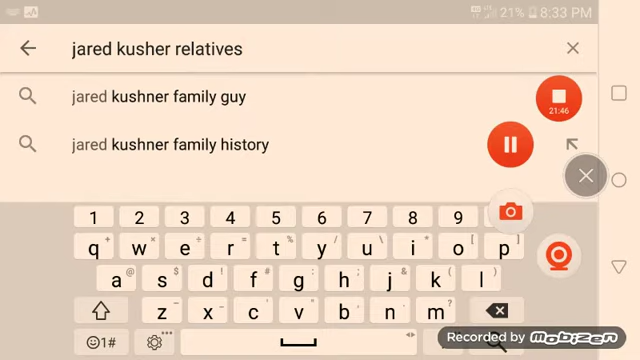 21% 8:33 PM
jared kusher relatives
jared kushner family guy
21:46
jared kushner family history
1 2 3 4 5 6 7 8 9
q w × e ÷ r = t % y / u i * o [ p ]
a @ s $ d ! f # g : h ; j & k ( l )
z – x - c " v = b , n . m ?
☺1#
Recorded by mobizen